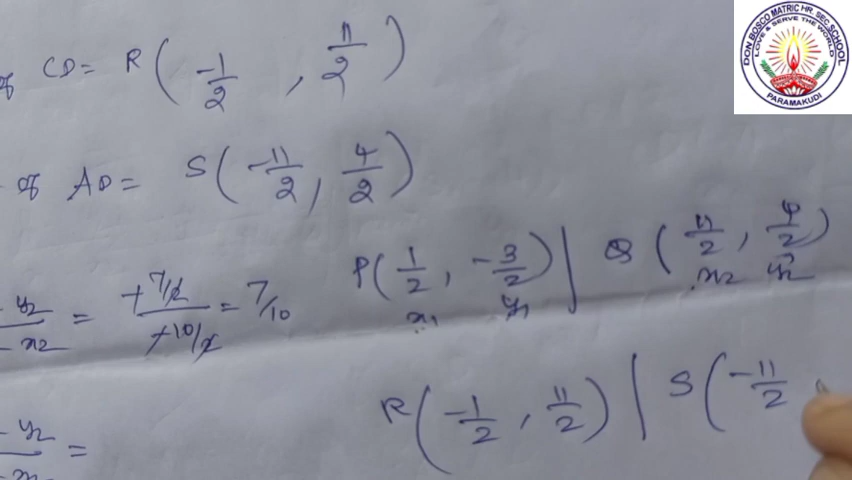 DON BOSCO MATRIC HR. SEC. SCHOOL
LOVE & SERVE THE WORLD
PARAMAKUDI
of CD = R(-1/2, 11/2)
of AD = S(-11/2, 4/2)
P(1/2, -3/2) | Q(11/2, 4/2)
x₁ y₁ x₂ y₂
y₂/x₂ = +7/2/+10/2 = 7/10
R(-1/2, 11/2) | S(-11/2
y₂ =